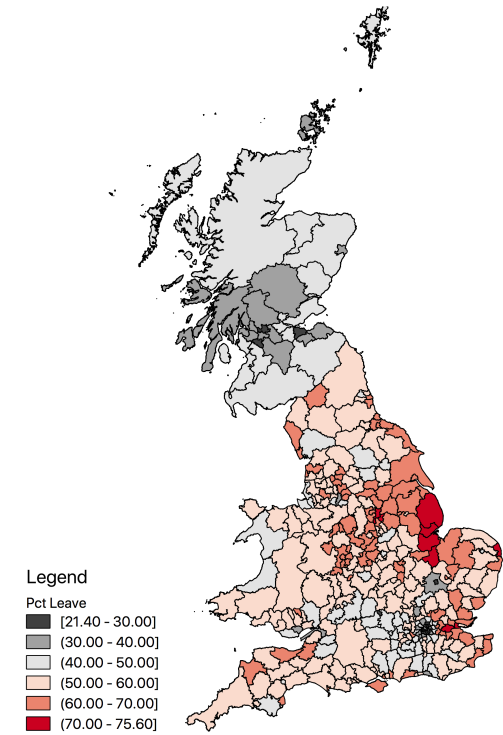 Legend
Pct Leave
[21.40 - 30.00]
(30.00 - 40.00]
(40.00 - 50.00]
(50.00 - 60.00]
(60.00 - 70.00]
(70.00 - 75.60]